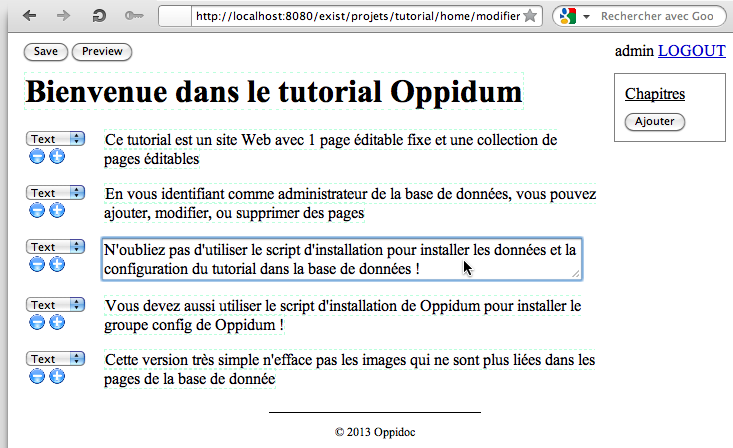 http://localhost:8080/exist/projets/tutorial/home/modifier
Rechercher avec Goo
Save
Preview
admin LOGOUT
Bienvenue dans le tutorial Oppidum
Chapitres
Ajouter
Text
Ce tutorial est un site Web avec 1 page éditable fixe et une collection de
pages éditables
Text
En vous identifiant comme administrateur de la base de données, vous pouvez
ajouter, modifier, ou supprimer des pages
Text
N'oubliez pas d'utiliser le script d'installation pour installer les données et la
configuration du tutorial dans la base de données !
Text
Vous devez aussi utiliser le script d'installation de Oppidum pour installer le
groupe config de Oppidum !
Text
Cette version très simple n'efface pas les images qui ne sont plus liées dans les
pages de la base de donnée
© 2013 Oppidoc